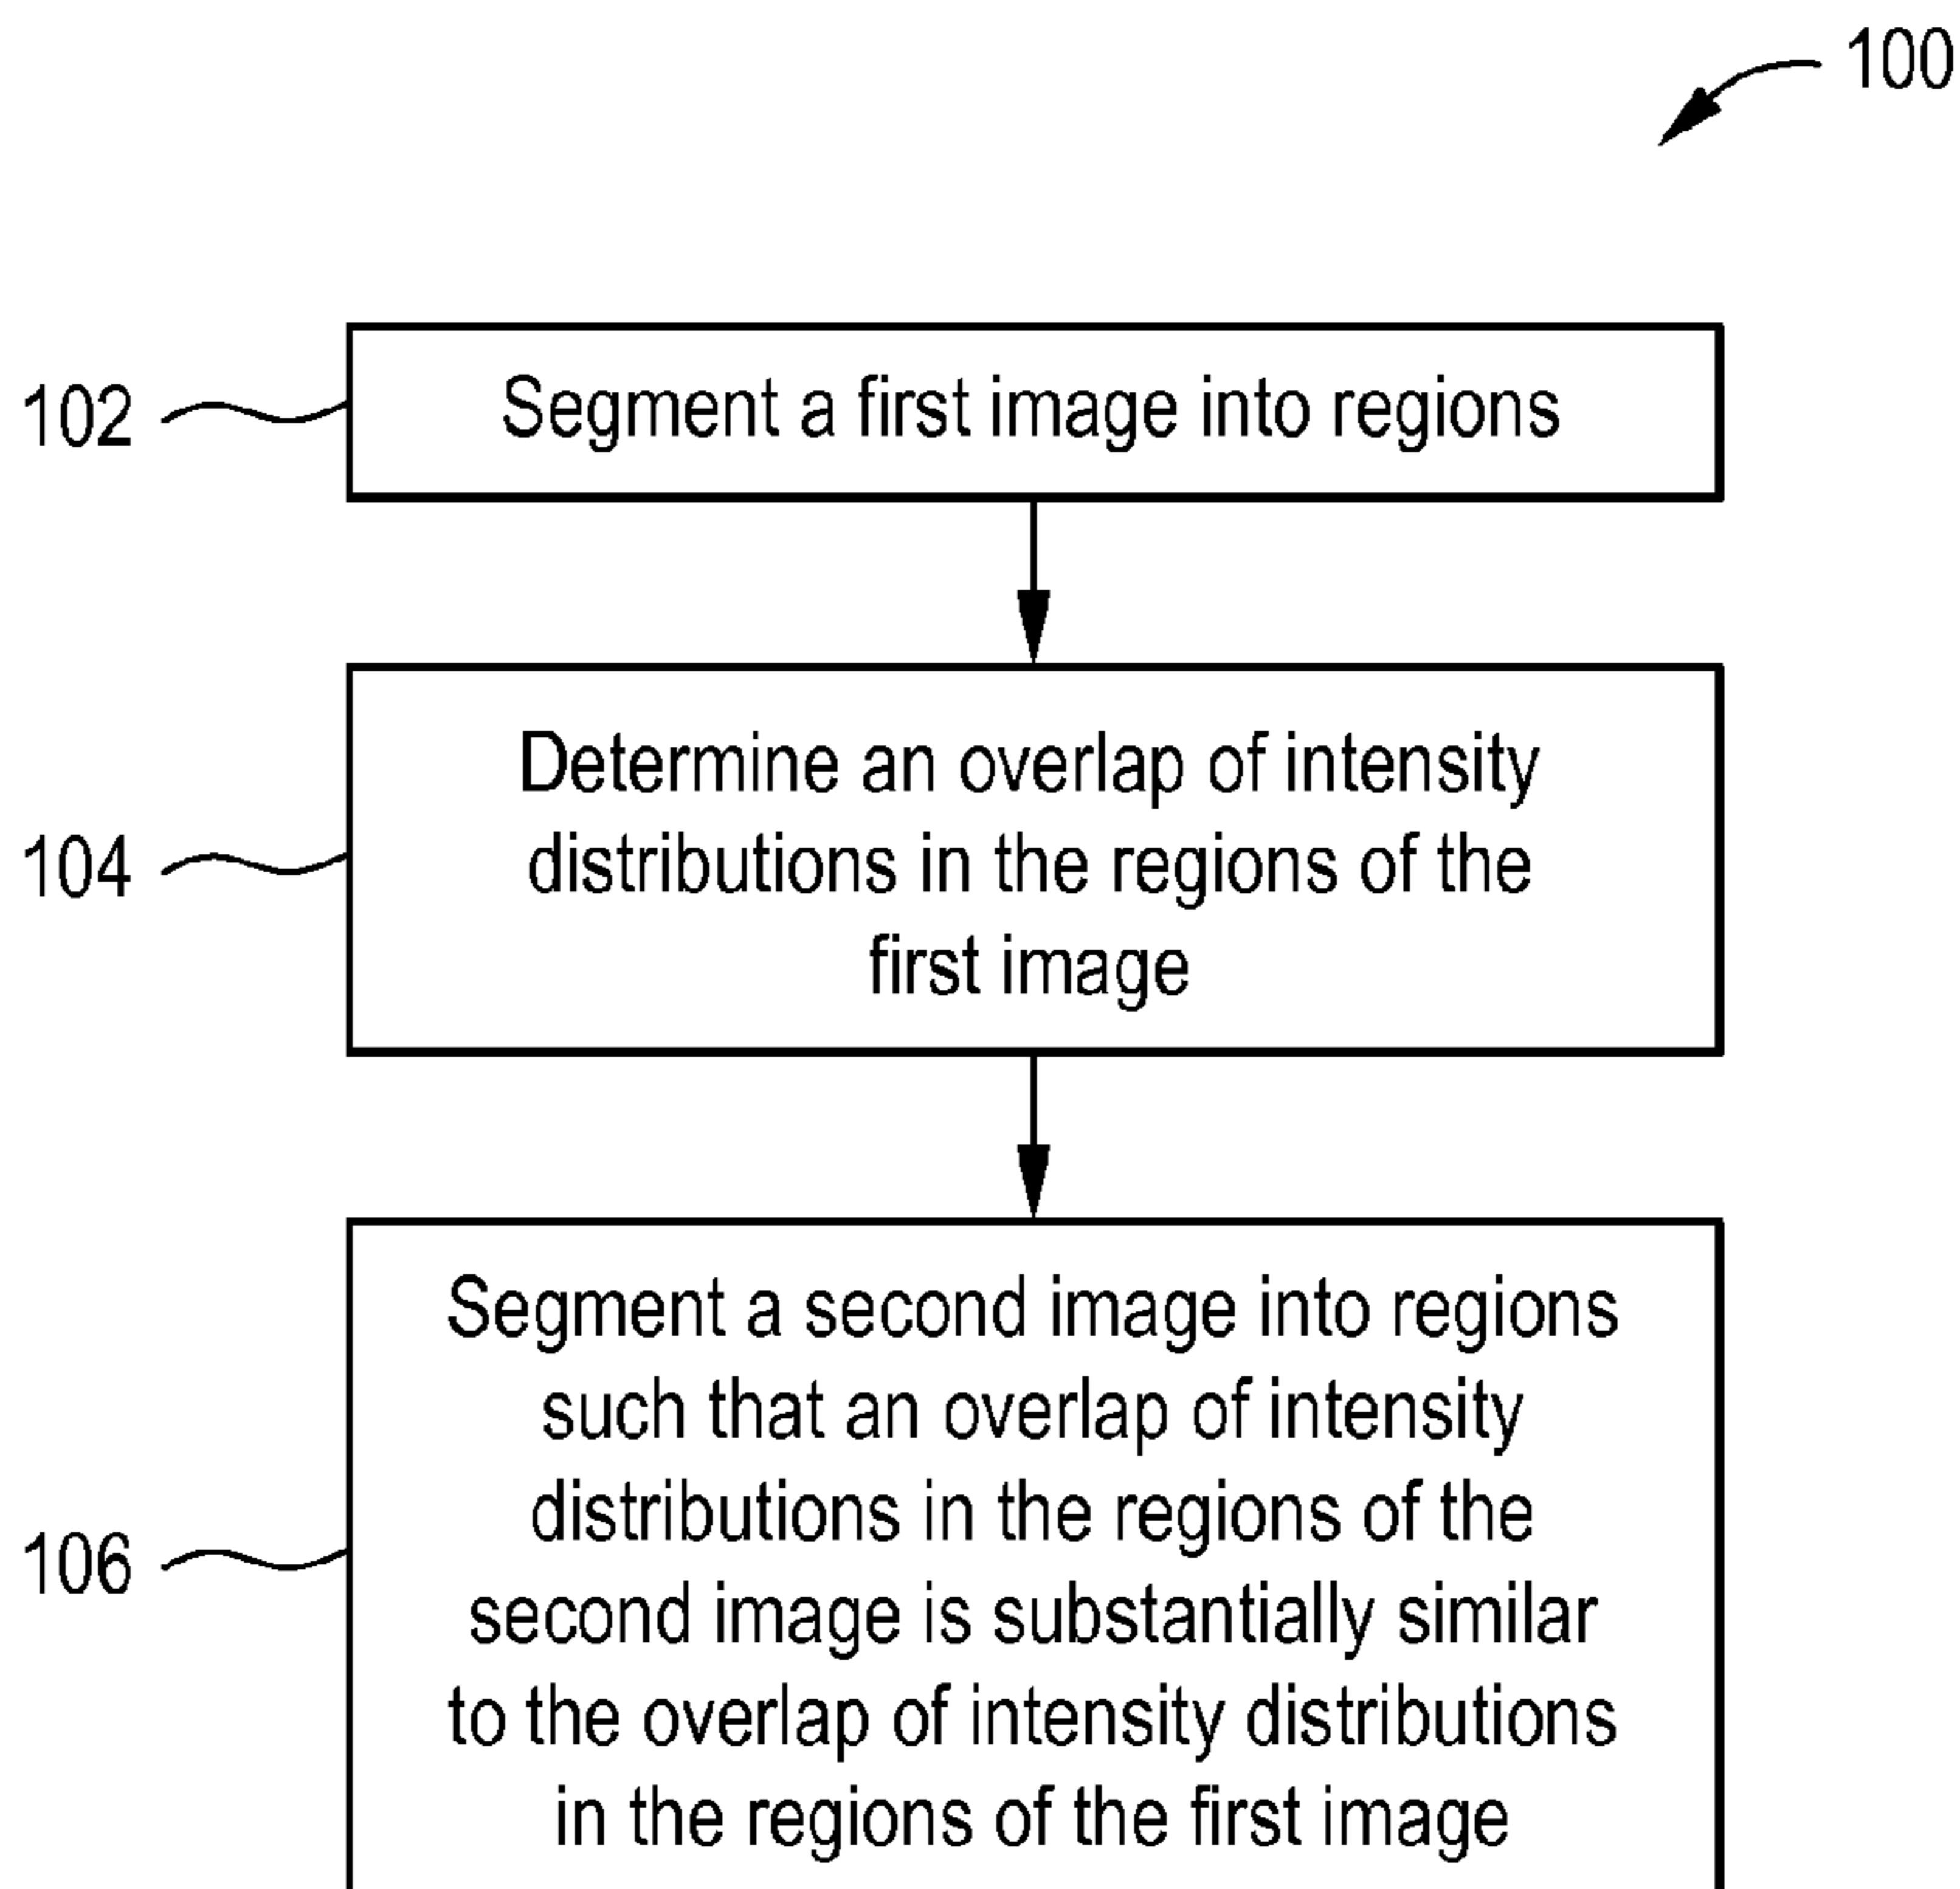 100
102
Segment a first image into regions
104
Determine an overlap of intensity
distributions in the regions of the
first image
106
Segment a second image into regions
such that an overlap of intensity
distributions in the regions of the
second image is substantially similar
to the overlap of intensity distributions
in the regions of the first image